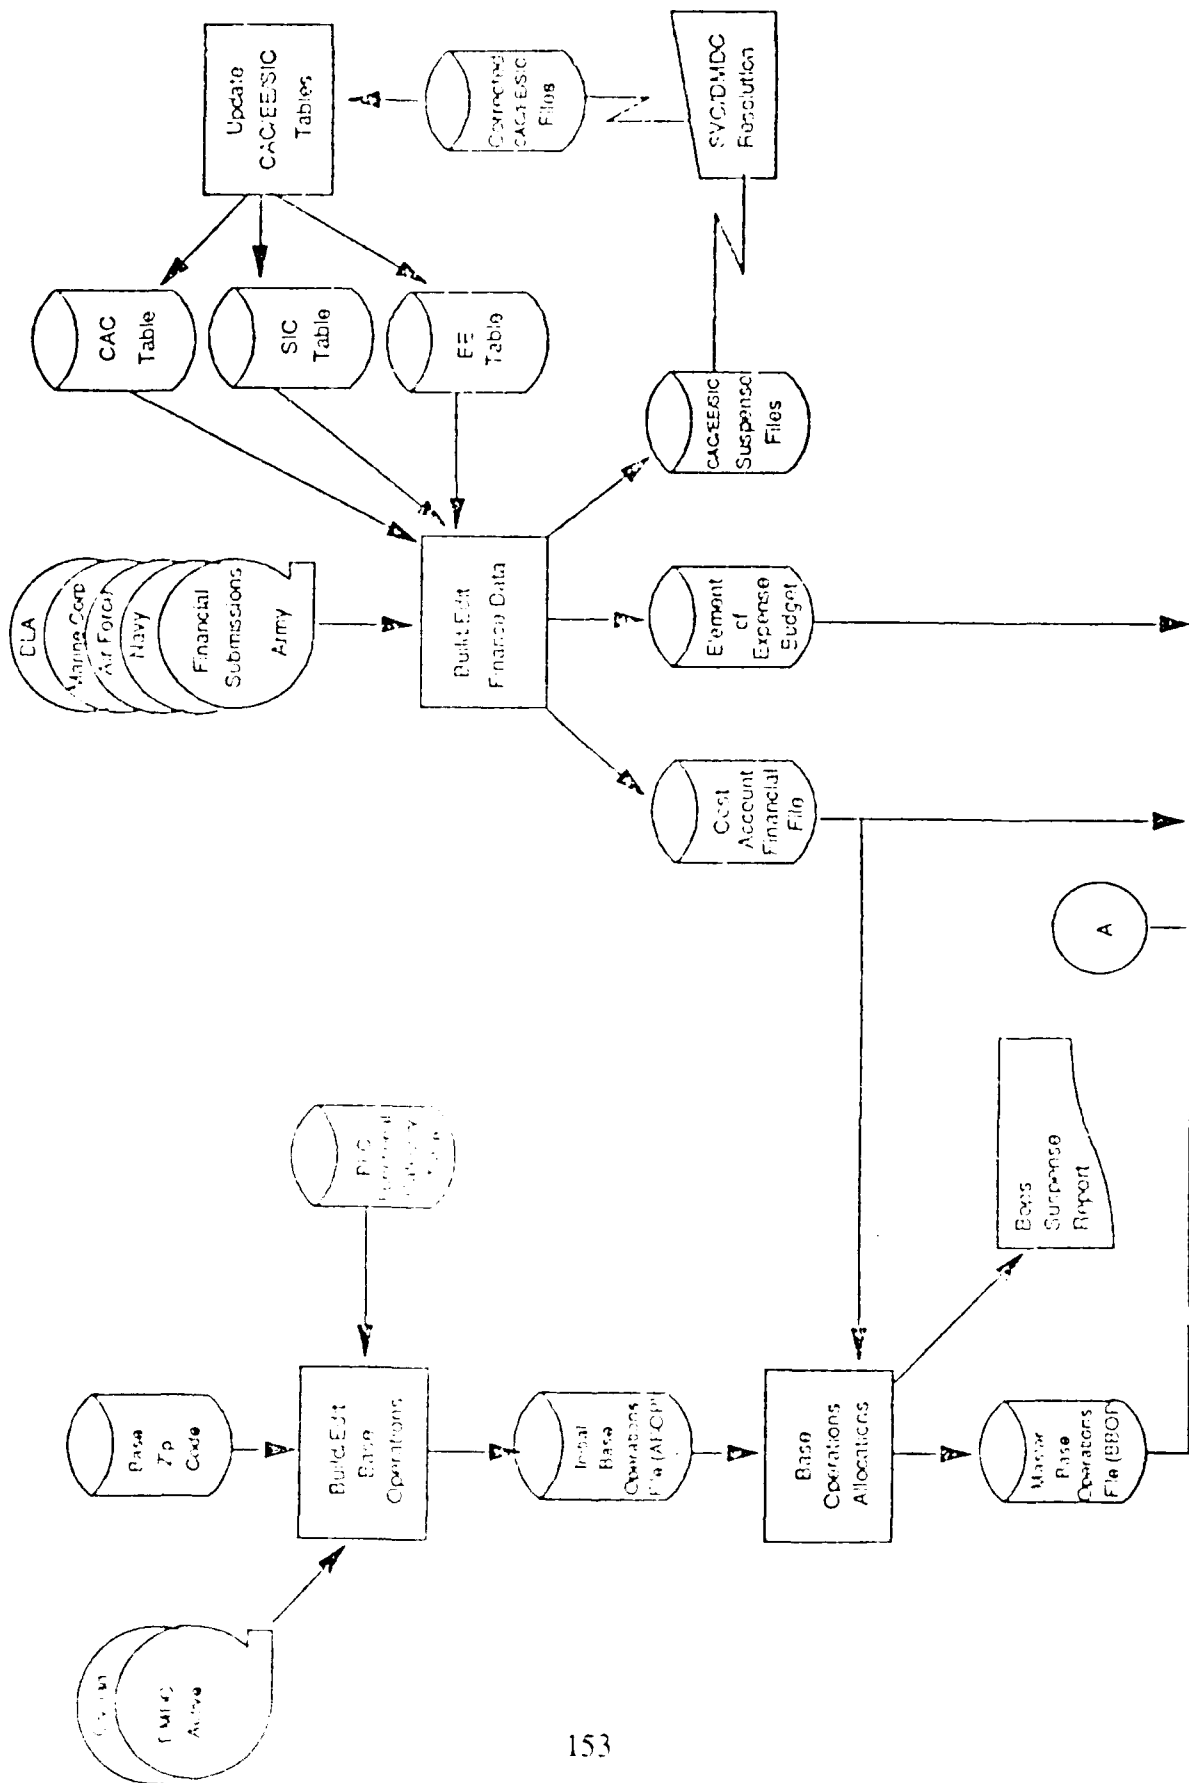 Update
CAC/EE/SIC
Tables
Corrected
CAC/EE/SIC
Files
SVC/DMDC
Resolution
CAC
Table
SIC
Table
EE
Table
CAC/EE/SIC
Suspense
Files
DLA
Marine Corp
Air Force
Navy
Financial
Submissions
Army
Build/Edit
Finance Data
Element
of
Expense
Budget
Cost
Account
Financial
File
A
Base
Zip
Code
DMDC
Active
Build/Edit
Base
Operations
Initial
Base
Operations
File
Base
Operations
Allocations
Bops
Suspense
Report
Master
Base
Operations
File (BBOP)
153